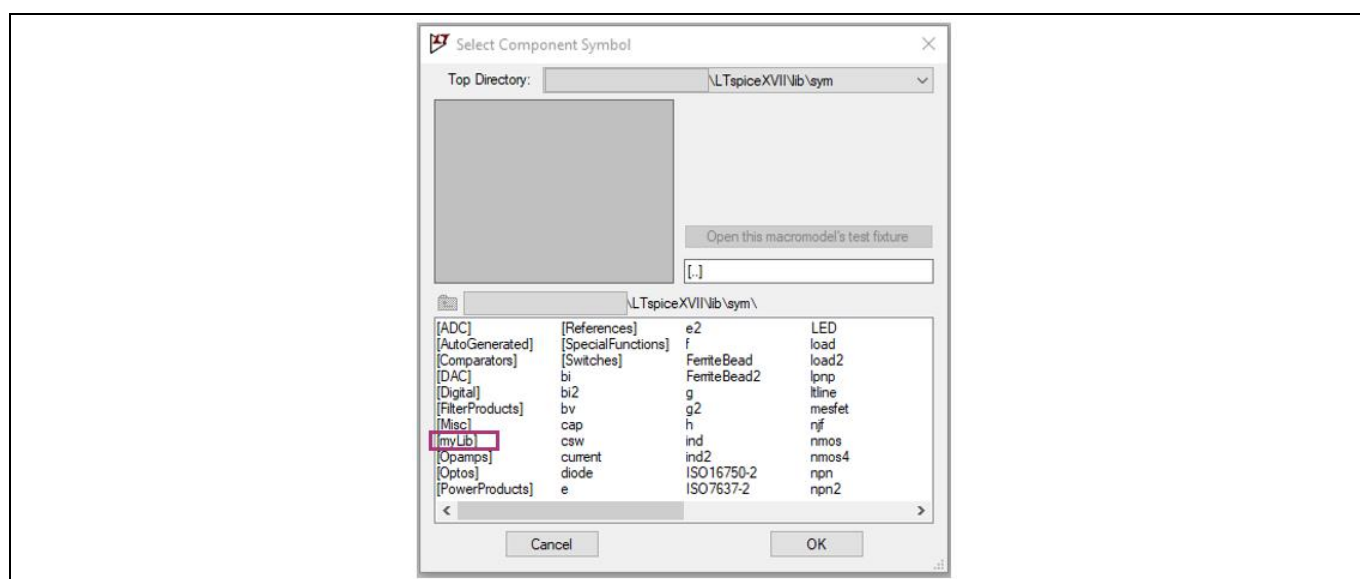 Select Component Symbol
Top Directory: \LTspiceXVII\lib\sym
Open this macromodel's test fixture
[..]
\LTspiceXVII\lib\sym\
[ADC] [References] e2 LED
[AutoGenerated] [SpecialFunctions] f load
[Comparators] [Switches] FerriteBead load2
[DAC] bi FerriteBead2 lpnp
[Digital] bi2 g ltline
[FilterProducts] bv g2 mesfet
[Misc] cap h njf
[myLib] csw ind nmos
[Opamps] current ind2 nmos4
[Optos] diode ISO16750-2 npn
[PowerProducts] e ISO7637-2 npn2
Cancel OK